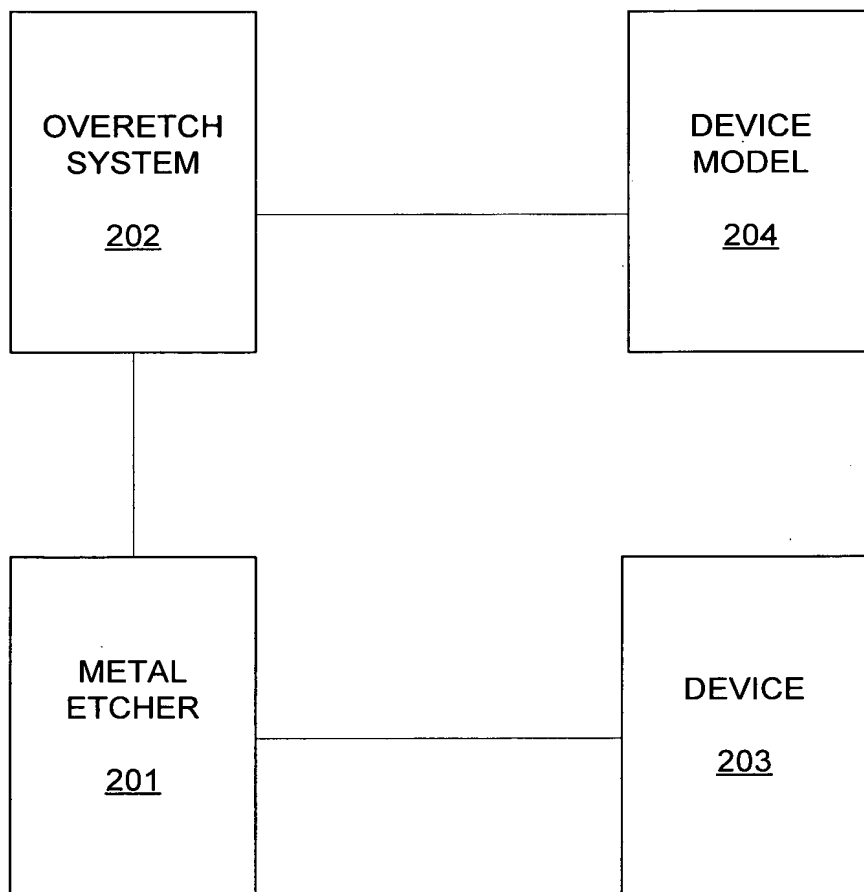 OVERETCH
SYSTEM
202
DEVICE
MODEL
204
METAL
ETCHER
201
DEVICE
203